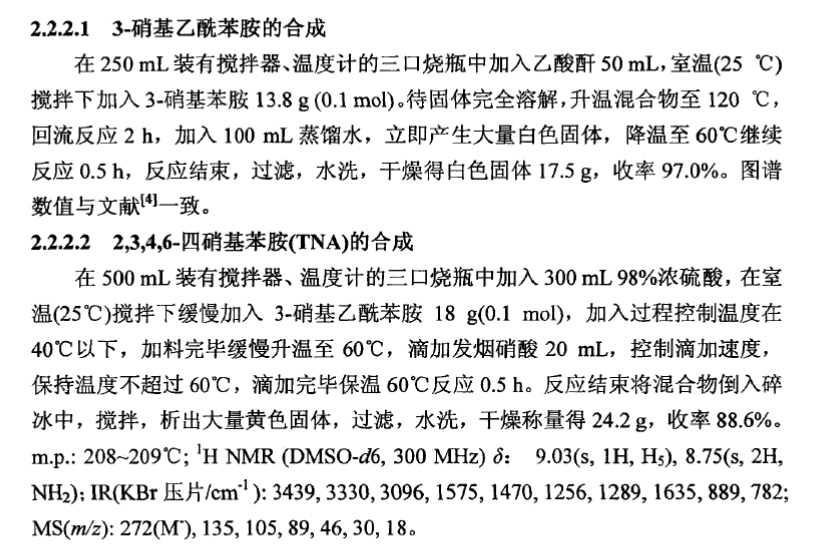 2.2.2.1 3-硝基乙酰苯胺的合成
在 250 mL 装有搅拌器、温度计的三口烧瓶中加入乙酸酐 50 mL，室温(25 ℃)
搅拌下加入 3-硝基苯胺 13.8 g (0.1 mol)。待固体完全溶解，升温混合物至 120 ℃，
回流反应 2 h，加入 100 mL 蒸馏水，立即产生大量白色固体，降温至 60℃继续
反应 0.5 h，反应结束，过滤，水洗，干燥得白色固体 17.5 g，收率 97.0%。图谱
数值与文献[4]一致。
2.2.2.2 2,3,4,6-四硝基苯胺(TNA)的合成
在 500 mL 装有搅拌器、温度计的三口烧瓶中加入 300 mL 98%浓硫酸，在室
温(25℃)搅拌下缓慢加入 3-硝基乙酰苯胺 18 g(0.1 mol)，加入过程控制温度在
40℃以下，加料完毕缓慢升温至 60℃，滴加发烟硝酸 20 mL，控制滴加速度，
保持温度不超过 60℃，滴加完毕保温 60℃反应 0.5 h。反应结束将混合物倒入碎
冰中，搅拌，析出大量黄色固体，过滤，水洗，干燥称量得 24.2 g，收率 88.6%。
m.p.: 208~209℃; ¹H NMR (DMSO-d6, 300 MHz) δ： 9.03(s, 1H, H₅), 8.75(s, 2H,
NH₂); IR(KBr 压片/cm⁻¹): 3439, 3330, 3096, 1575, 1470, 1256, 1289, 1635, 889, 782;
MS(m/z): 272(M⁻), 135, 105, 89, 46, 30, 18。